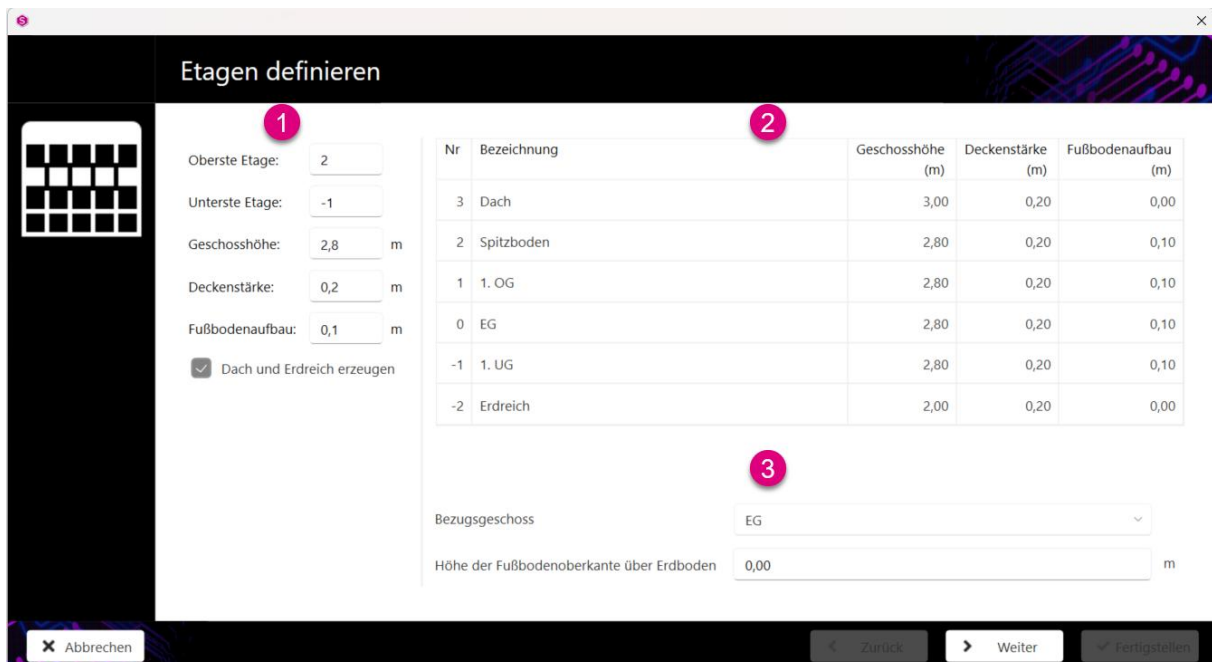 S
Etagen definieren
1
Oberste Etage: 2
Unterste Etage: -1
Geschosshöhe: 2,8 m
Deckenstärke: 0,2 m
Fußbodenaufbau: 0,1 m
Dach und Erdreich erzeugen
2
Nr Bezeichnung Geschosshöhe (m) Deckenstärke (m) Fußbodenaufbau (m)
3 Dach 3,00 0,20 0,00
2 Spitzboden 2,80 0,20 0,10
1 1. OG 2,80 0,20 0,10
0 EG 2,80 0,20 0,10
-1 1. UG 2,80 0,20 0,10
-2 Erdreich 2,00 0,20 0,00
3
Bezugsgeschoss EG
Höhe der Fußbodenoberkante über Erdboden 0,00 m
Abbrechen Zurück Weiter Fertigstellen